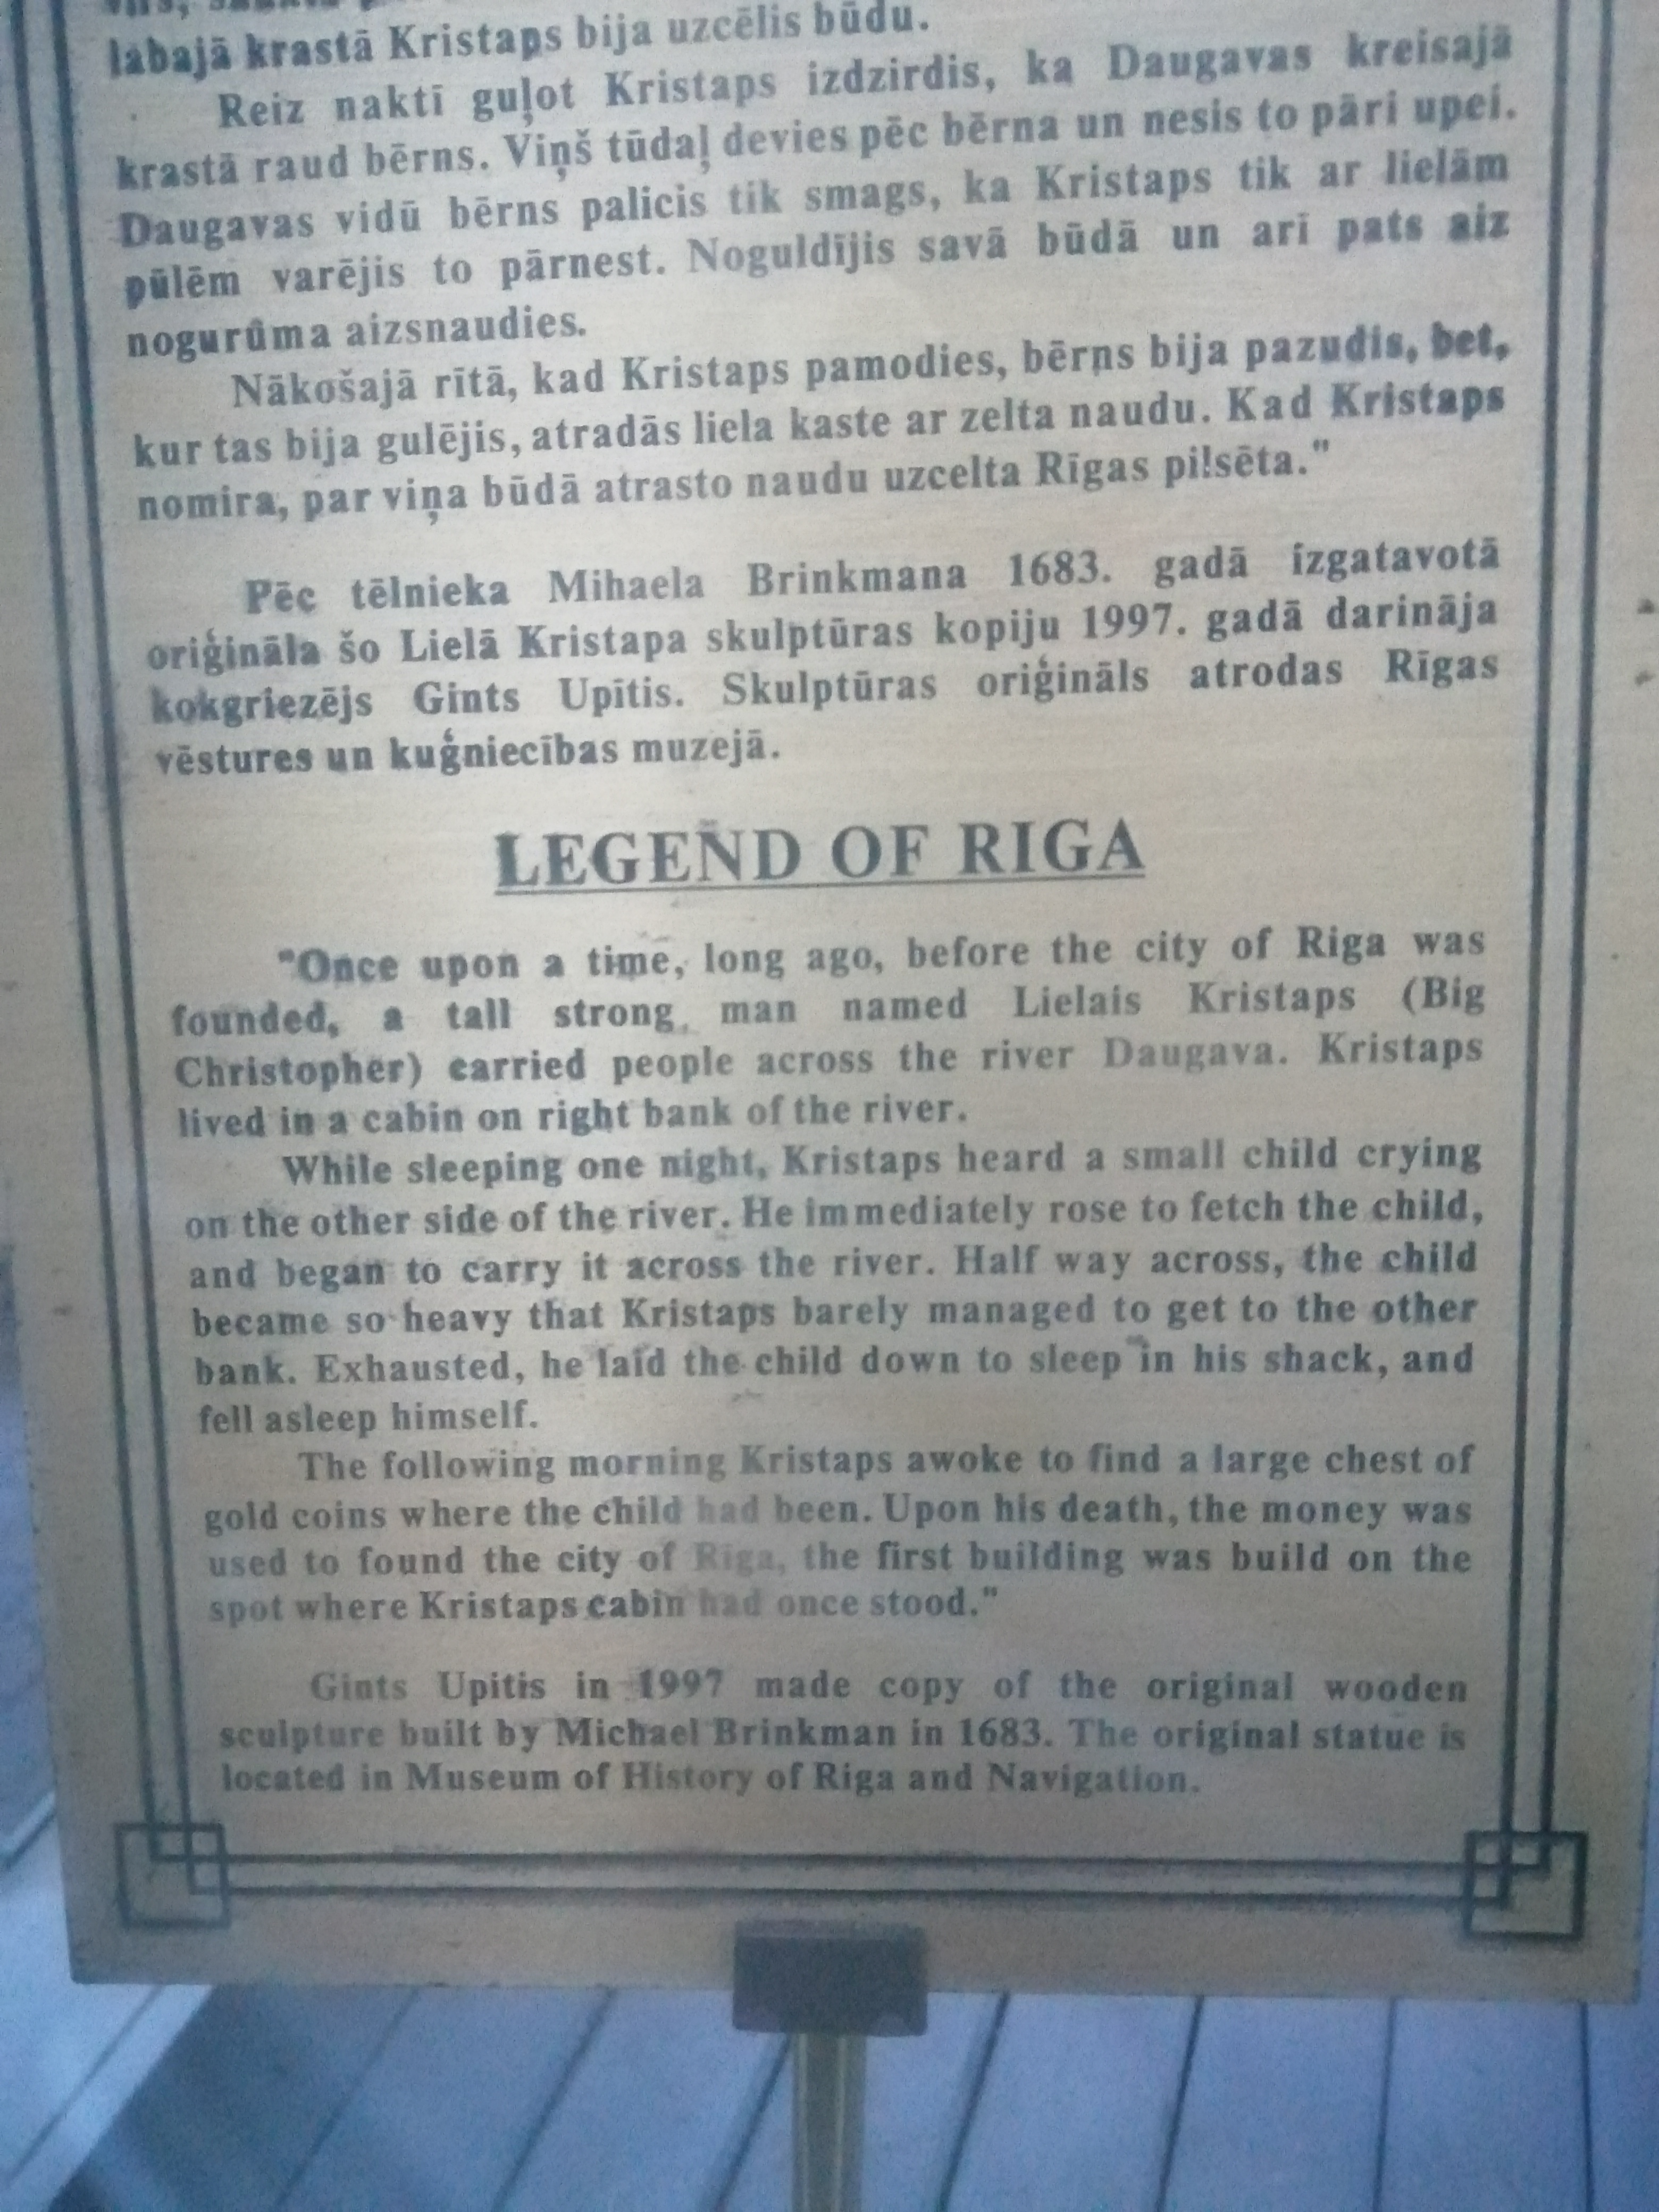 labajā krastā Kristaps bija uzcēlis būdu.
Reiz naktī guļot Kristaps izdzirdis, ka Daugavas kreisajā
krastā raud bērns. Viņš tūdaļ devies pēc bērna un nesis to pāri upei.
Daugavas vidū bērns palicis tik smags, ka Kristaps tik ar lielām
pūlēm varējis to pārnest. Noguldījis savā būdā un arī pats aiz
nogurūma aizsnaudies.
Nākošajā rītā, kad Kristaps pamodies, bērņs bija pazudis, bet,
kur tas bija gulējis, atradās liela kaste ar zelta naudu. Kad Kristaps
nomira, par viņa būdā atrasto naudu uzcelta Rīgas pilsēta."
Pēc tēlnieka Mihaela Brinkmana 1683. gadā izgatavotā
oriģināla šo Lielā Kristapa skulptūras kopiju 1997. gadā darināja
kokgriezējs Gints Upītis. Skulptūras oriģināls atrodas Rīgas
vēstures un kuģniecības muzejā.
LEGEND OF RIGA
"Once upon a time, long ago, before the city of Riga was
founded, a tall strong man named Lielais Kristaps (Big
Christopher) carried people across the river Daugava. Kristaps
lived in a cabin on right bank of the river.
While sleeping one night, Kristaps heard a small child crying
on the other side of the river. He immediately rose to fetch the child,
and began to carry it across the river. Half way across, the child
became so heavy that Kristaps barely managed to get to the other
bank. Exhausted, he laid the child down to sleep in his shack, and
fell asleep himself.
The following morning Kristaps awoke to find a large chest of
gold coins where the child had been. Upon his death, the money was
used to found the city of Riga, the first building was build on the
spot where Kristaps cabin had once stood."
Gints Upitis in 1997 made copy of the original wooden
sculpture built by Michael Brinkman in 1683. The original statue is
located in Museum of History of Riga and Navigation.